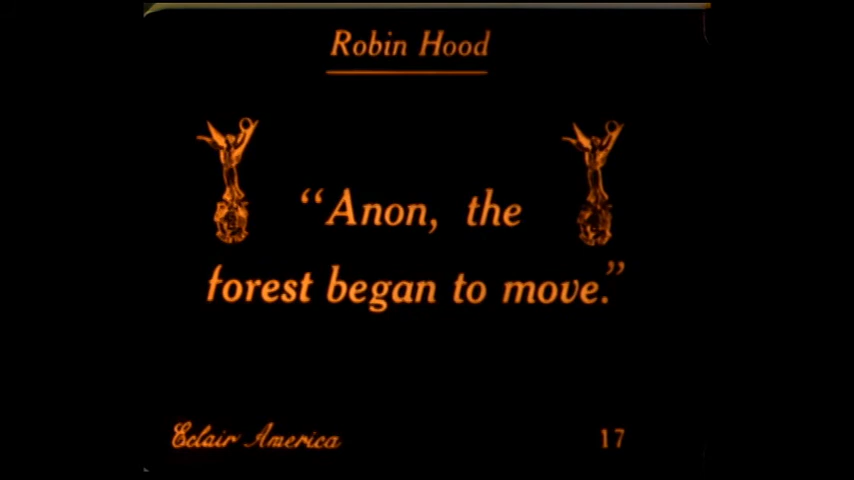 Robin Hood
“Anon, the
forest began to move.”
Eclair America 17